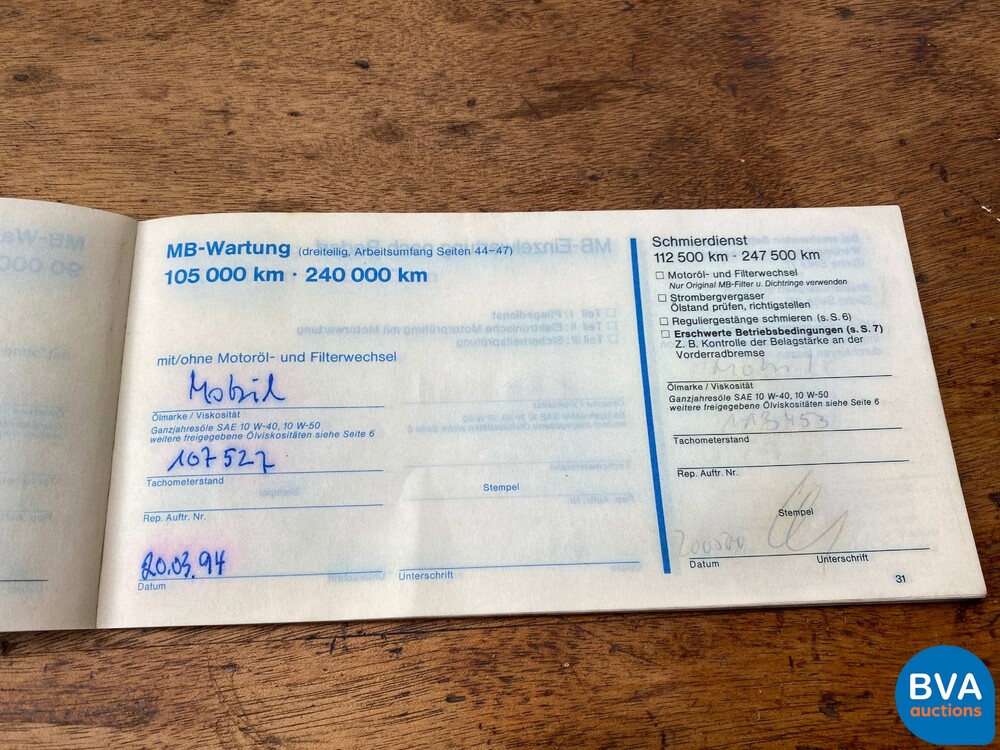 MB-Wartung (dreiteilig, Arbeitsumfang Seiten 44–47)
105 000 km · 240 000 km
mit/ohne Motoröl- und Filterwechsel
Mobil
Ölmarke / Viskosität
Ganzjahresöle SAE 10 W-40, 10 W-50
weitere freigegebene Ölviskositäten siehe Seite 6
107527
Tachometerstand
Rep. Auftr. Nr.
20.03.94
Datum
Stempel
Unterschrift
Schmierdienst
112 500 km · 247 500 km
Motoröl- und Filterwechsel
Nur Original MB-Filter u. Dichtringe verwenden
Strombergvergaser
Ölstand prüfen, richtigstellen
Reguliergestänge schmieren (s. S. 6)
Erschwerte Betriebsbedingungen (s. S. 7)
Z. B. Kontrolle der Belagstärke an der
Vorderradbremse
Mobil
Ölmarke / Viskosität
Ganzjahresöle SAE 10 W-40, 10 W-50
weitere freigegebene Ölviskositäten siehe Seite 6
113453
Tachometerstand
Rep. Auftr. Nr.
Stempel
Datum
Unterschrift
31
BVA
auctions